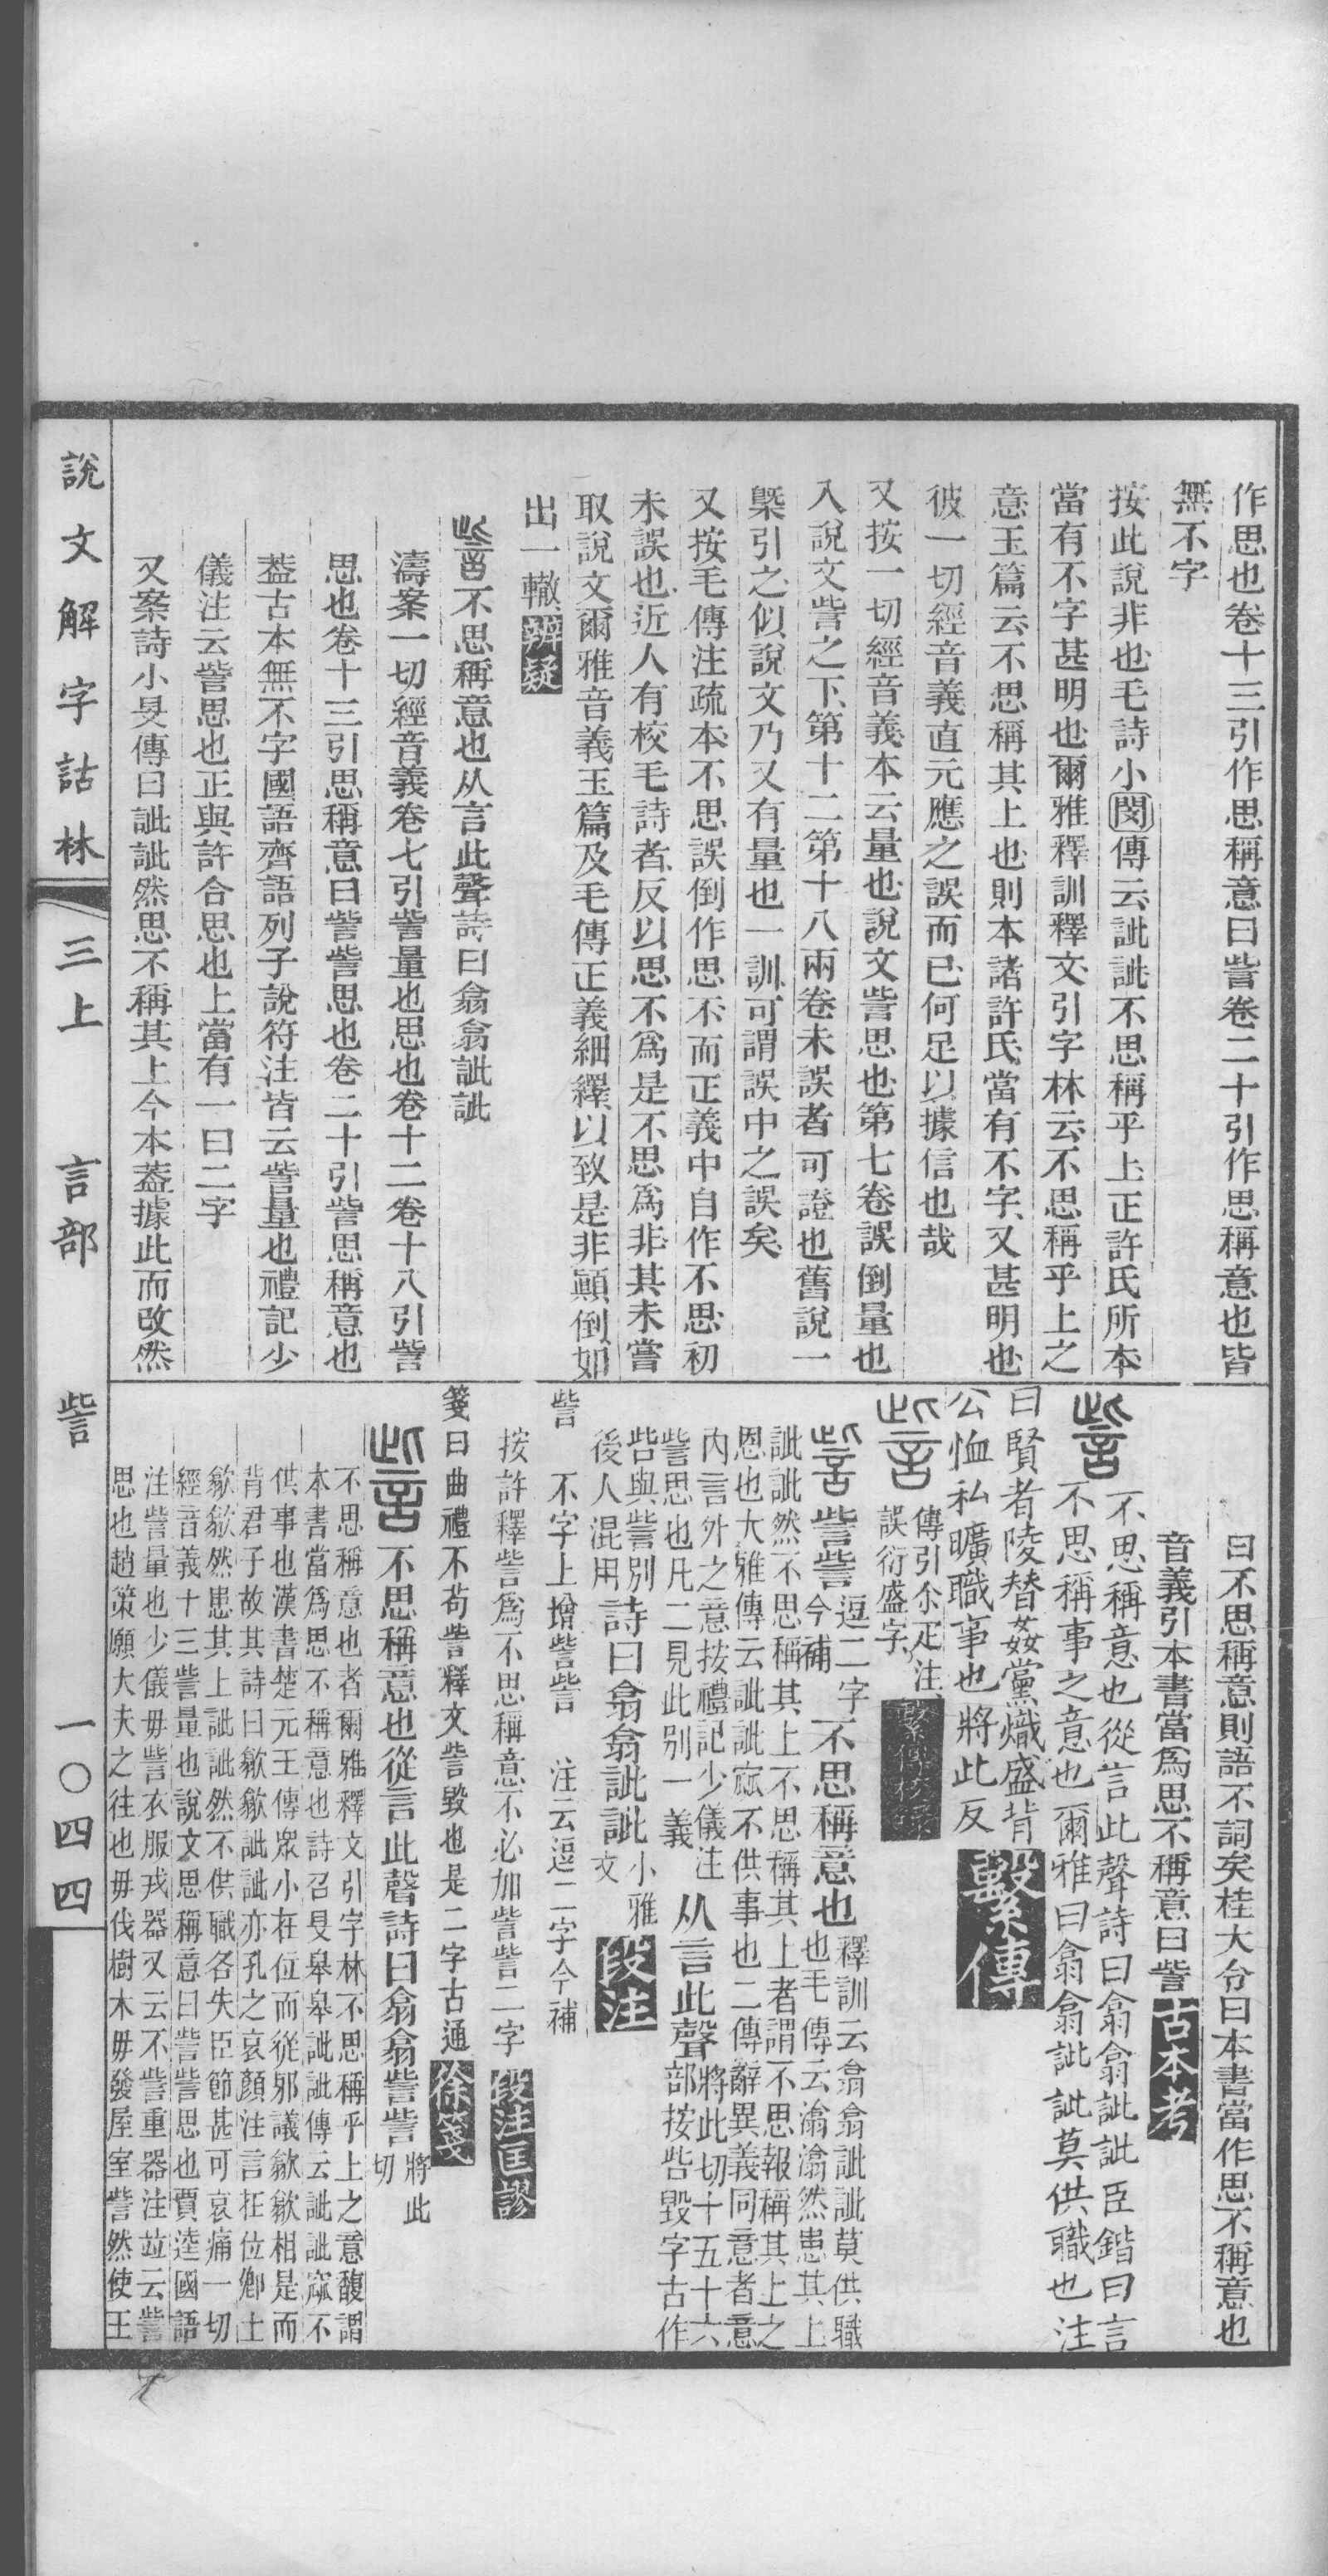 作思也卷十三引作思稱意曰訾卷二十引作思稱意也皆
無不字
按此說非也毛詩小閔傳云訿訿不思稱乎上正許氏所本
當有不字甚明也爾雅釋訓釋文引字林云不思稱乎上之
意玉篇云不思稱其上也則本諸許氏當有不字又甚明也
彼一切經音義直元應之誤而已何足以據信也哉
又按一切經音義本云量也說文訾思也第七卷誤倒量也
入說文訾之下第十二第十八兩卷未誤者可證也舊說一
槩引之似說文乃又有量也一訓可謂誤中之誤矣
又按毛傳注疏本不思誤倒作思不而正義中自作不思初
未誤也近人有校毛詩者反以思不爲是不思爲非其未嘗
取說文爾雅音義玉篇及毛傳正義細繹以致是非顚倒如
出一轍辨疑
訾不思稱意也从言此聲詩曰翕翕訿訿
濤案一切經音義卷七引訾量也思也卷十二卷十八引訾
思也卷十三引思稱意曰訾訾思也卷二十引訾思稱意也
葢古本無不字國語齊語列子說符注皆云訾量也禮記少
儀注云訾思也正與許合思也上當有一曰二字
又案詩小旻傳曰訿訿然思不稱其上今本葢據此而改然
曰不思稱意則語不詞矣桂大令曰本書當作思不稱意也
音義引本書當爲思不稱意曰訾古本考
訾不思稱意也從言此聲詩曰翕翕訿訿臣鍇曰言
不思稱事之意也爾雅曰翕翕訿訿莫供職也注
曰賢者陵替姦黨熾盛背
公恤私曠職事也將此反繫傳
訾傳引尒疋注
誤衍盛字繫傳校錄
訾訾訾逗二字
今補不思稱意也釋訓云翕翕訿訿莫供職
也毛傳云潝潝然患其上
訿訿然不思稱其上不思稱其上者謂不思報稱其上之
恩也大雅傳云訿訿窳不供事也二傳辭異義同意者意
內言外之意按禮記少儀注
訾思也凡二見此別一義从言此聲將此切十五十六
部按呰毀字古作
呰與訾別
後人混用詩曰翕翕訿訿小雅
文段注
訾 不字上增訾訾 注云逗二字今補
按許釋訾爲不思稱意不必加訾訾二字 段注匡謬
箋曰曲禮不苟訾釋文訾毀也是二字古通徐箋
訾不思稱意也從言此聲詩曰翕翕訾訾將此
切
不思稱意也者爾雅釋文引字林不思稱乎上之意馥謂
本書當爲思不稱意也詩召旻皋皋訿訿傳云訿訿窳不
供事也漢書楚元王傳眾小在位而從邪議歙歙相是而
背君子故其詩曰歙歙訿訿亦孔之哀顏注言在位卿士
歙歙然患其上訿訿然不供職各失臣節甚可哀痛一切
經音義十三訾量也說文思稱意曰訾訾思也賈逵國語
注訾量也少儀毋訾衣服戎器又云不訾重器注竝云訾
思也趙策願大夫之往也毋伐樹木毋發屋室訾然使王
說文解字詁林 三上 言部 訾 一〇四四